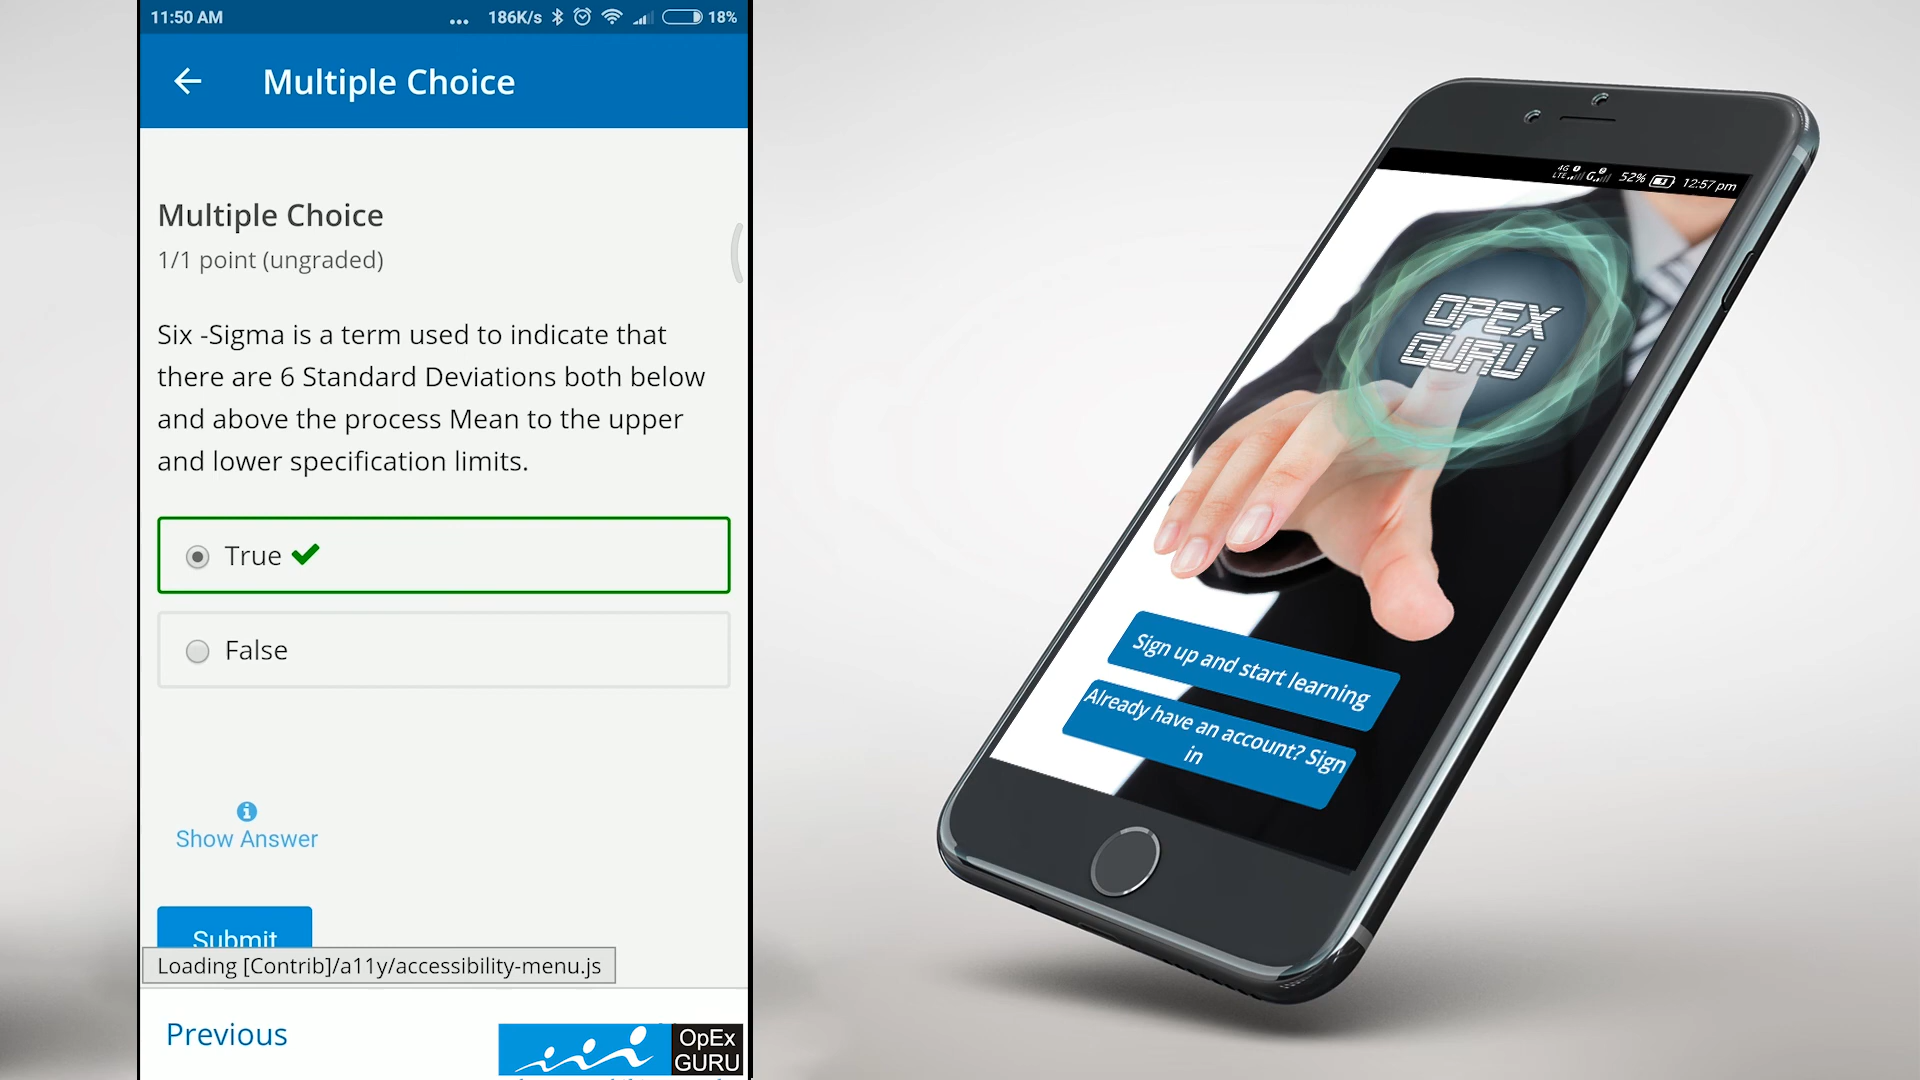 11:50 AM
... 186K/s 18%
Multiple Choice
Multiple Choice
1/1 point (ungraded)
Six -Sigma is a term used to indicate that
there are 6 Standard Deviations both below
and above the process Mean to the upper
and lower specification limits.
True
False
Show Answer
Submit
Loading [Contrib]/a11y/accessibility-menu.js
Previous
OpEx
GURU
4G
LTE G 52% 12:57 pm
OPEX
GURU
Sign up and start learning
Already have an account? Sign
in